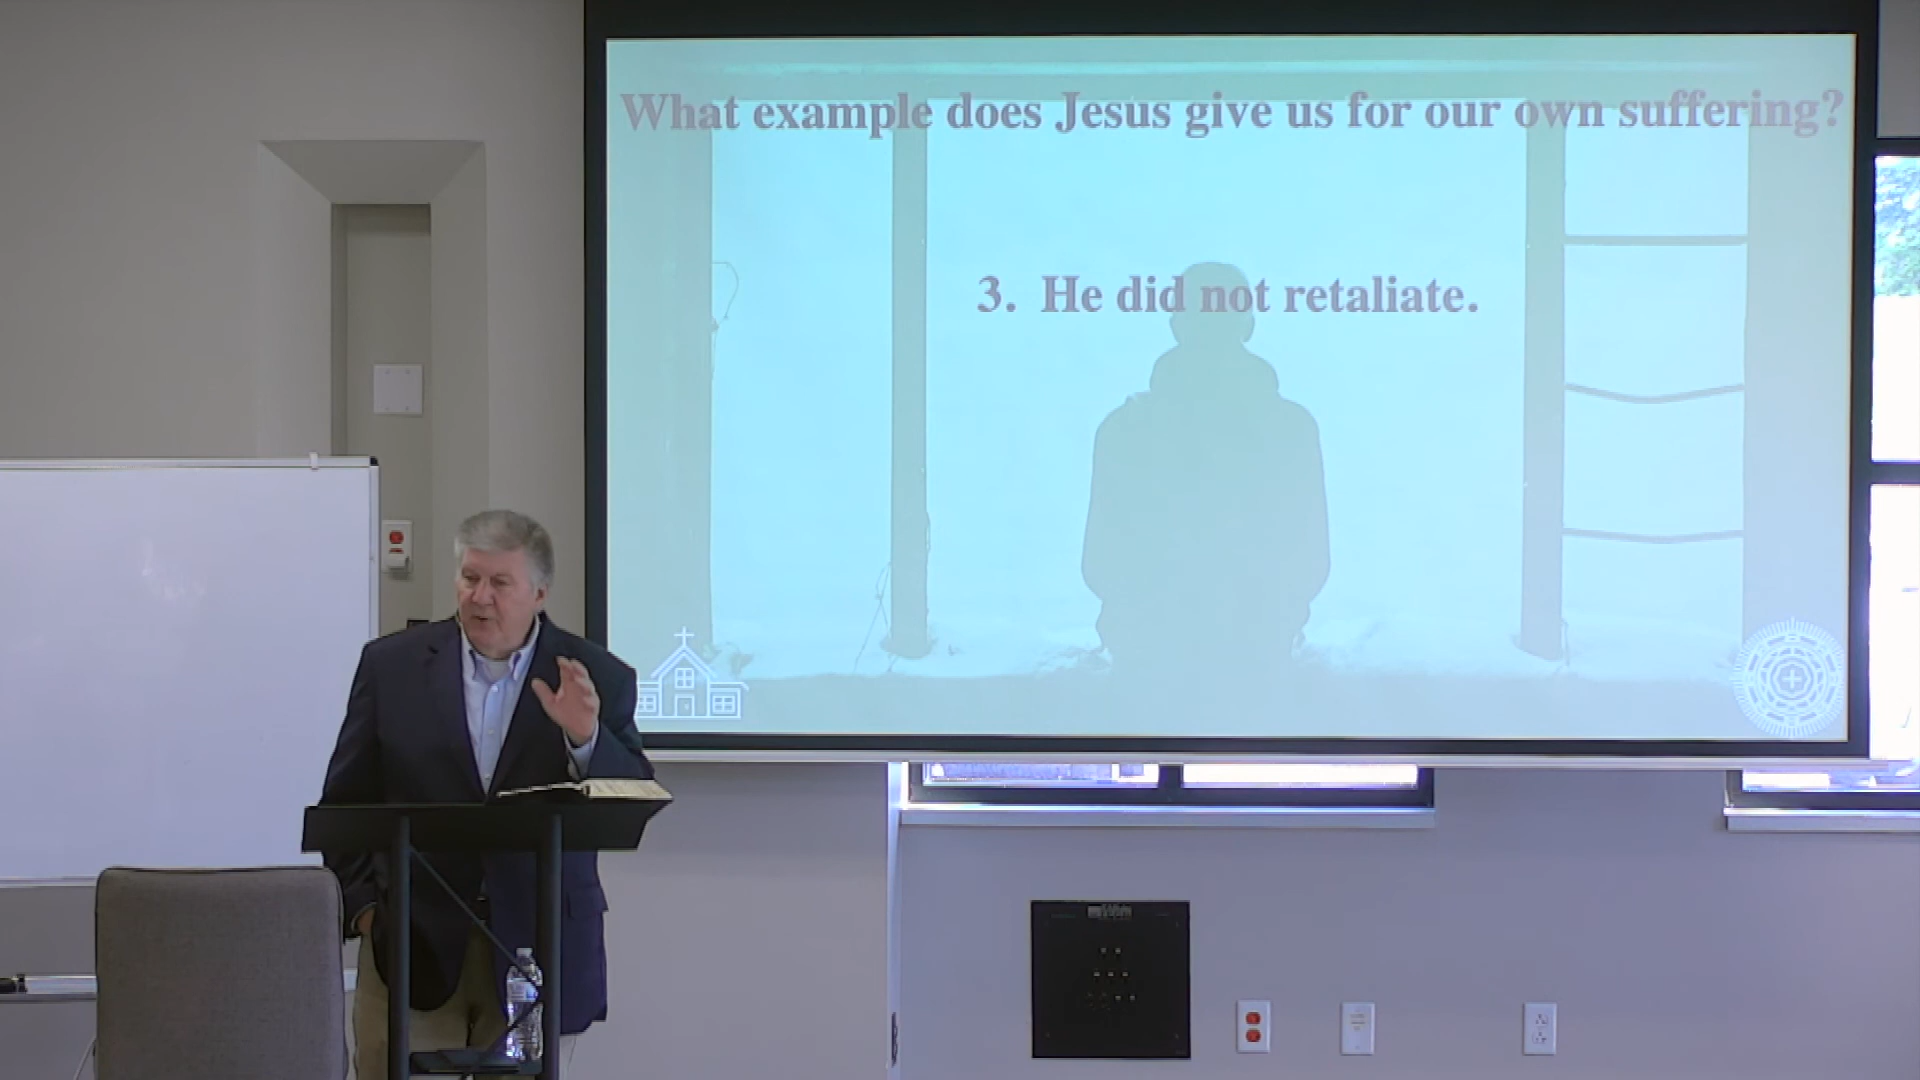 What example does Jesus give us for our own suffering?
3. He did not retaliate.